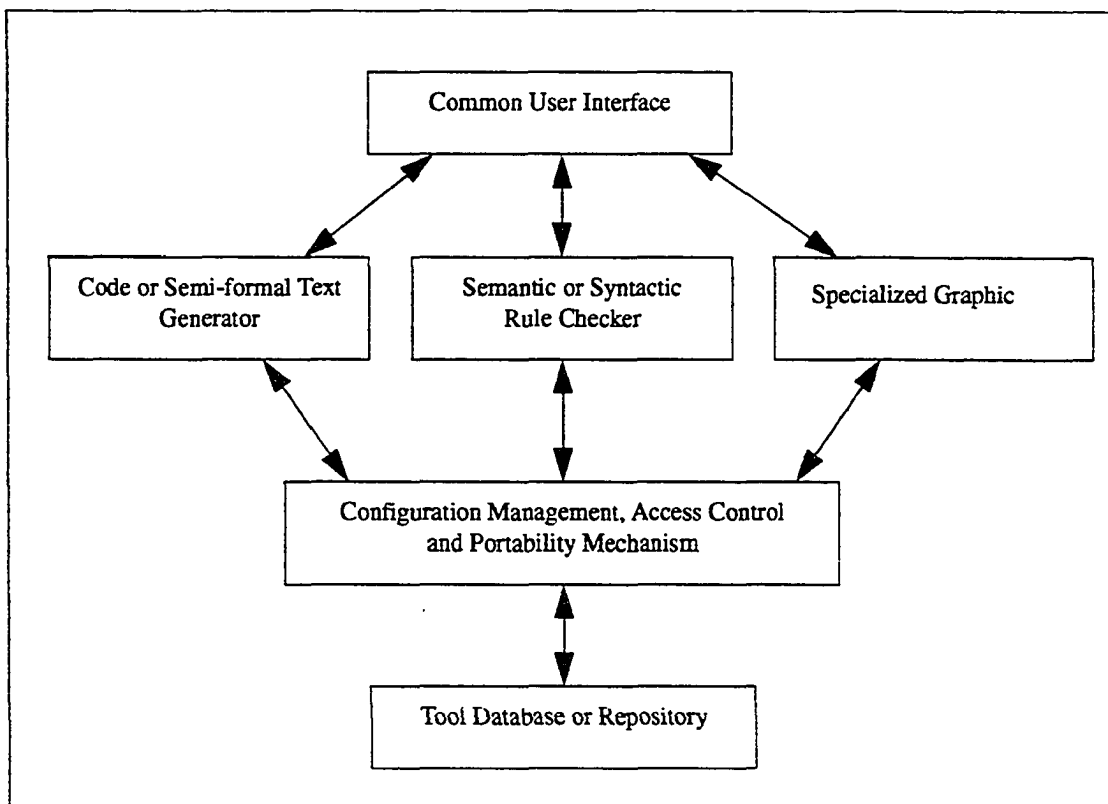 Common User Interface
Code or Semi-formal Text
Generator
Semantic or Syntactic
Rule Checker
Specialized Graphic
Configuration Management, Access Control
and Portability Mechanism
Tool Database or Repository